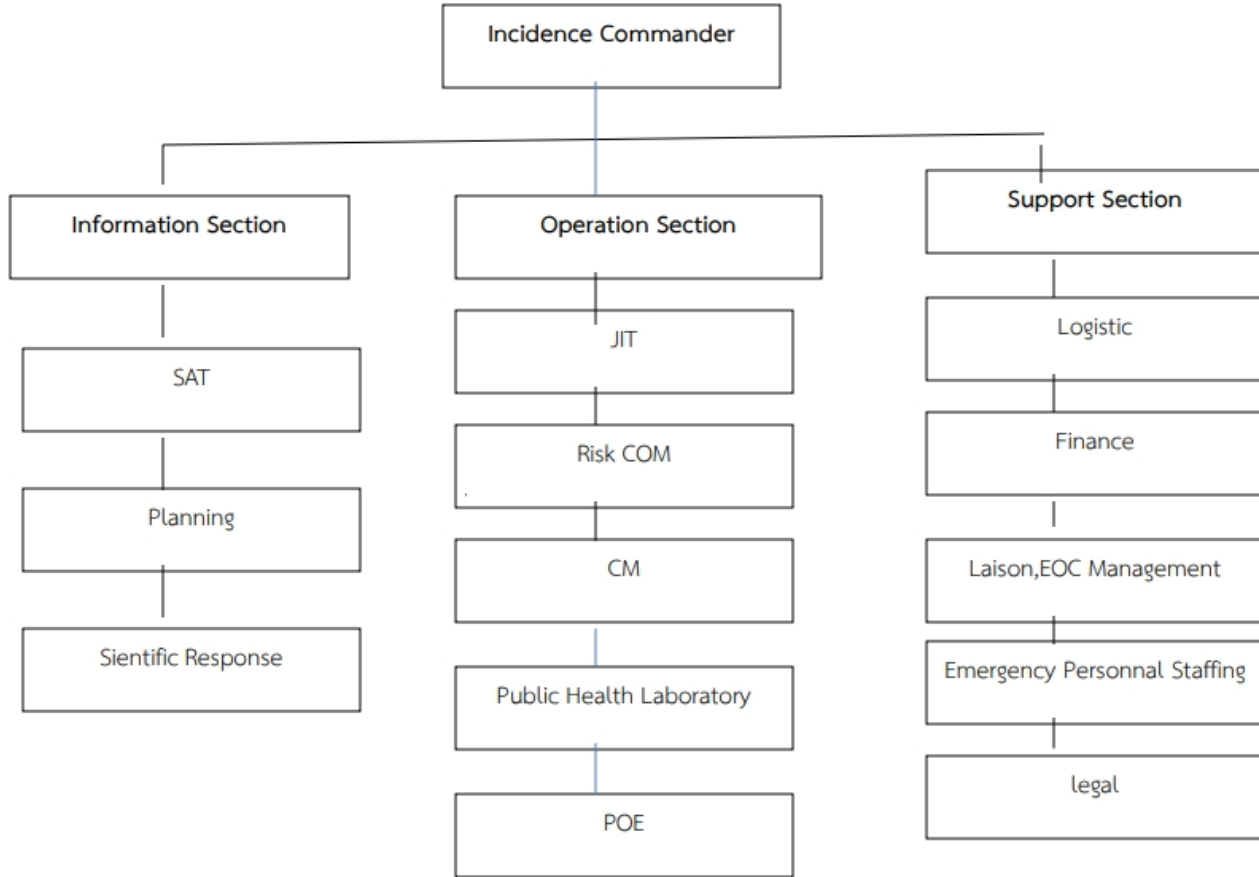 Incidence Commander
Information Section
SAT
Planning
Sientific Response
Operation Section
JIT
Risk COM
CM
Public Health Laboratory
POE
Support Section
Logistic
Finance
Laison,EOC Management
Emergency Personnal Staffing
legal